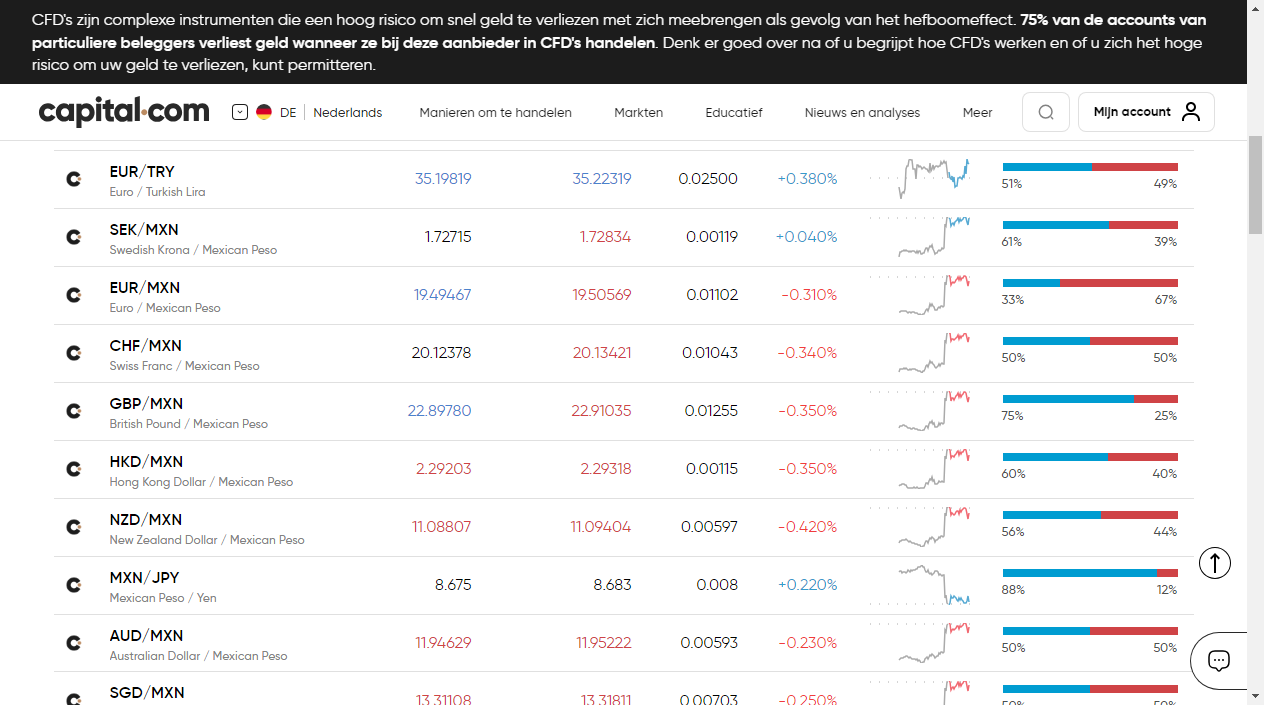 CFD's zijn complexe instrumenten die een hoog risico om snel geld te verliezen met zich meebrengen als gevolg van het hefboomeffect. 75% van de accounts van
particuliere beleggers verliest geld wanneer ze bij deze aanbieder in CFD's handelen. Denk er goed over na of u begrijpt hoe CFD's werken en of u zich het hoge
risico om uw geld te verliezen, kunt permitteren.
capital.com DE Nederlands Manieren om te handelen Markten Educatief Nieuws en analyses Meer Mijn account
EUR/TRY 35.19819 35.22319 0.02500 +0.380%
Euro / Turkish Lira 51% 49%
SEK/MXN 1.72715 1.72834 0.00119 +0.040%
Swedish Krona / Mexican Peso 61% 39%
EUR/MXN 19.49467 19.50569 0.01102 -0.310%
Euro / Mexican Peso 33% 67%
CHF/MXN 20.12378 20.13421 0.01043 -0.340%
Swiss Franc / Mexican Peso 50% 50%
GBP/MXN 22.89780 22.91035 0.01255 -0.350%
British Pound / Mexican Peso 75% 25%
HKD/MXN 2.29203 2.29318 0.00115 -0.350%
Hong Kong Dollar / Mexican Peso 60% 40%
NZD/MXN 11.08807 11.09404 0.00597 -0.420%
New Zealand Dollar / Mexican Peso 56% 44%
MXN/JPY 8.675 8.683 0.008 +0.220%
Mexican Peso / Yen 88% 12%
AUD/MXN 11.94629 11.95222 0.00593 -0.230%
Australian Dollar / Mexican Peso 50% 50%
SGD/MXN 13.31108 13.31811 0.00703 -0.250%
50% 50%